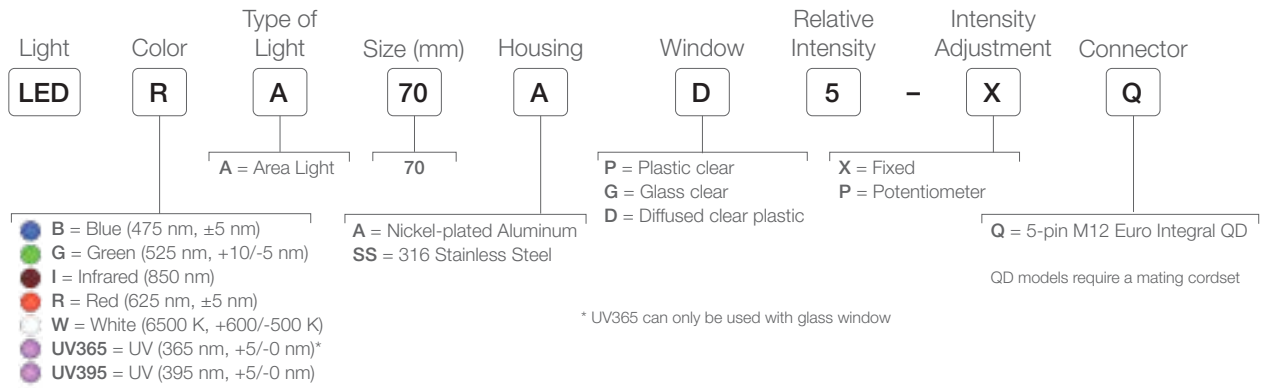 Light Color Type of Light Size (mm) Housing Window Relative Intensity Intensity Adjustment Connector
LED R A 70 A D 5 – X Q
A = Area Light
70
P = Plastic clear
G = Glass clear
D = Diffused clear plastic
X = Fixed
P = Potentiometer
B = Blue (475 nm, ±5 nm)
G = Green (525 nm, +10/-5 nm)
I = Infrared (850 nm)
R = Red (625 nm, ±5 nm)
W = White (6500 K, +600/-500 K)
UV365 = UV (365 nm, +5/-0 nm)*
UV395 = UV (395 nm, +5/-0 nm)
A = Nickel-plated Aluminum
SS = 316 Stainless Steel
Q = 5-pin M12 Euro Integral QD
QD models require a mating cordset
* UV365 can only be used with glass window